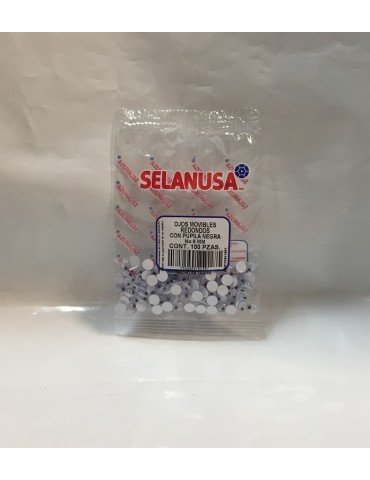 SELANUSA
OJOS MOVIBLES
REDONDOS
CON PUPILA NEGRA
No 6 MM
CONT. 100 PZAS.